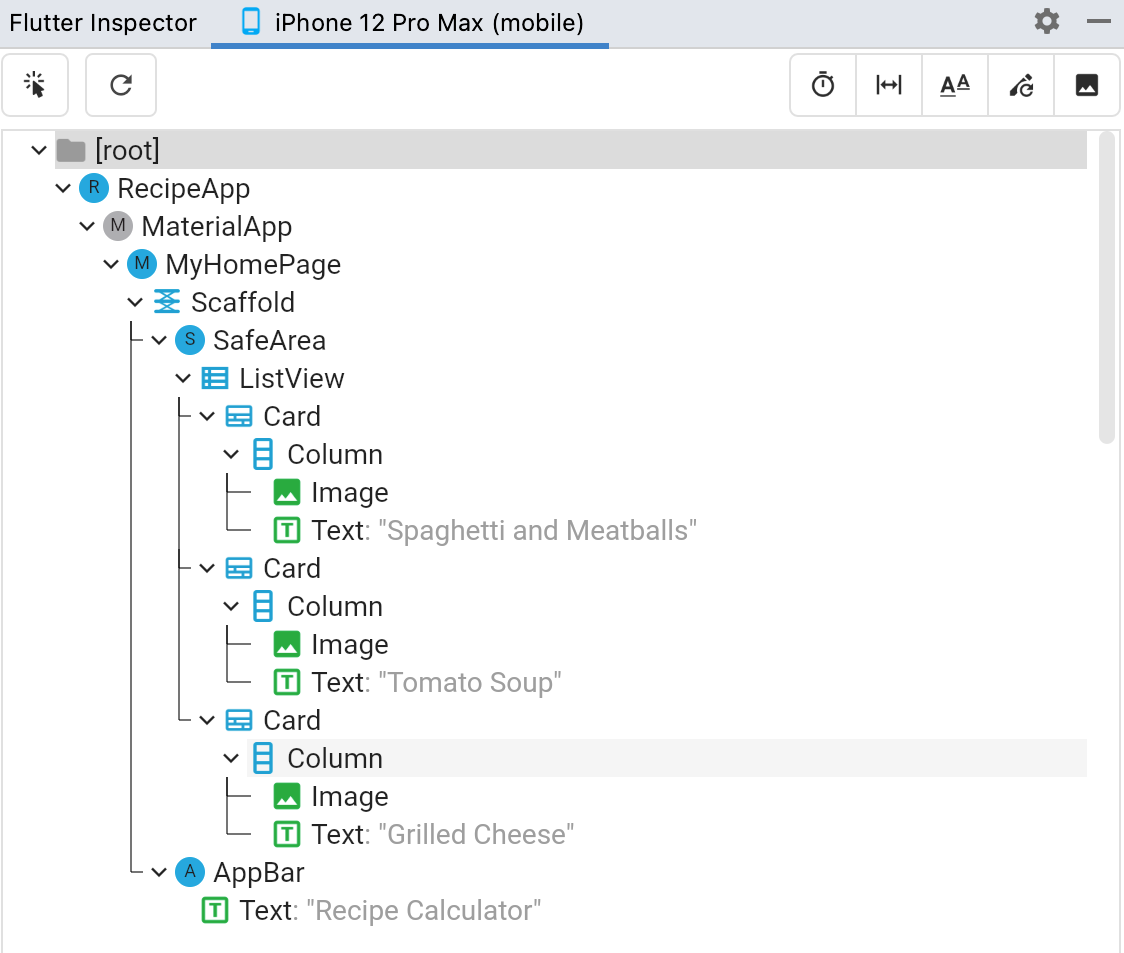 Flutter Inspector iPhone 12 Pro Max (mobile)
AA
[root]
R RecipeApp
M MaterialApp
M MyHomePage
Scaffold
S SafeArea
ListView
Card
Column
Image
T Text: "Spaghetti and Meatballs"
Card
Column
Image
T Text: "Tomato Soup"
Card
Column
Image
T Text: "Grilled Cheese"
A AppBar
T Text: "Recipe Calculator"